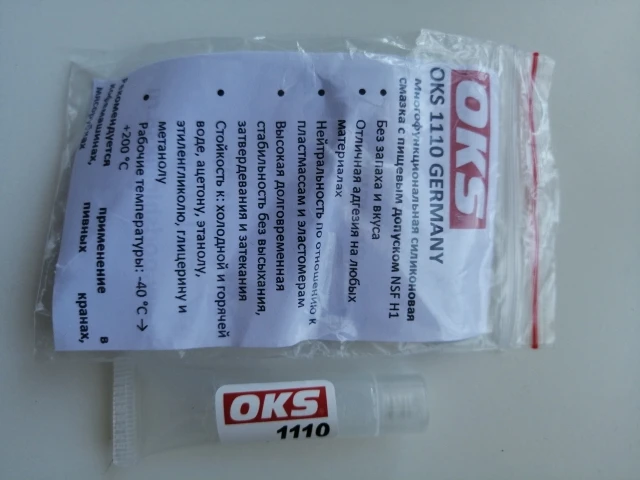 OKS
OKS 1110 GERMANY
Многофункциональная силиконовая
смазка с пищевым допуском NSF H1
• Без запаха и вкуса
• Отличная адгезия на любых
материалах
• Нейтральность по отношению к
пластмассам и эластомерам
• Высокая долговременная
стабильность без высыхания,
затвердевания и затекания
• Стойкость к: холодной и горячей
воде, ацетону, этанолу,
этиленгликолю, глицерину и
метанолу
• Рабочие температуры: -40 °C →
+200 °C
Рекомендуется применение в
пивных кранах,
OKS
1110